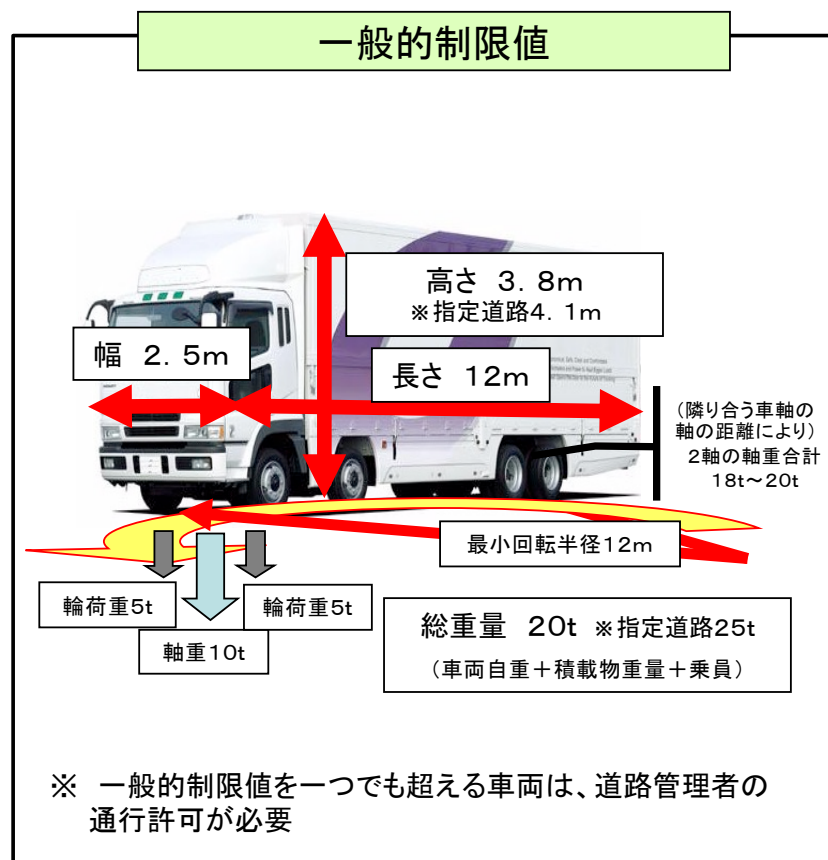 一般的制限値
高さ 3.8m
※指定道路4.1m
幅 2.5m
長さ 12m
(隣り合う車軸の
軸の距離により)
2軸の軸重合計
18t～20t
最小回転半径12m
輪荷重5t
輪荷重5t
軸重10t
総重量 20t ※指定道路25t
(車両自重＋積載物重量＋乗員)
※ 一般的制限値を一つでも超える車両は、道路管理者の
通行許可が必要